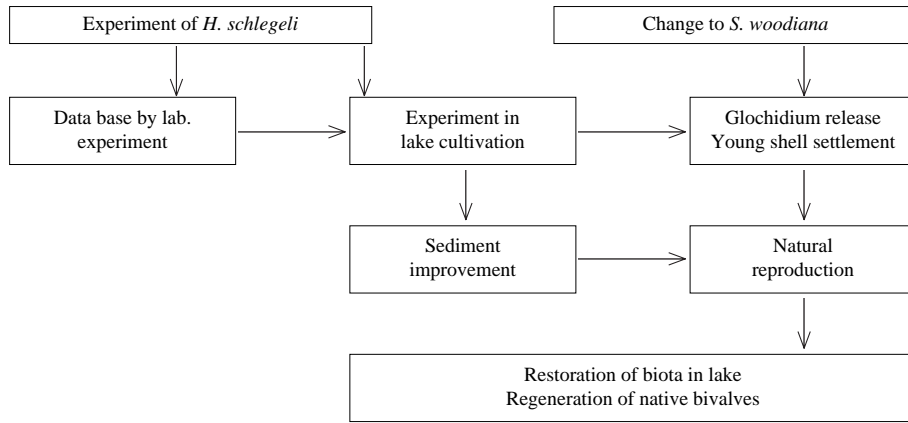 Experiment of H. schlegeli
Change to S. woodiana
Data base by lab.
experiment
Experiment in
lake cultivation
Glochidium release
Young shell settlement
Sediment
improvement
Natural
reproduction
Restoration of biota in lake
Regeneration of native bivalves